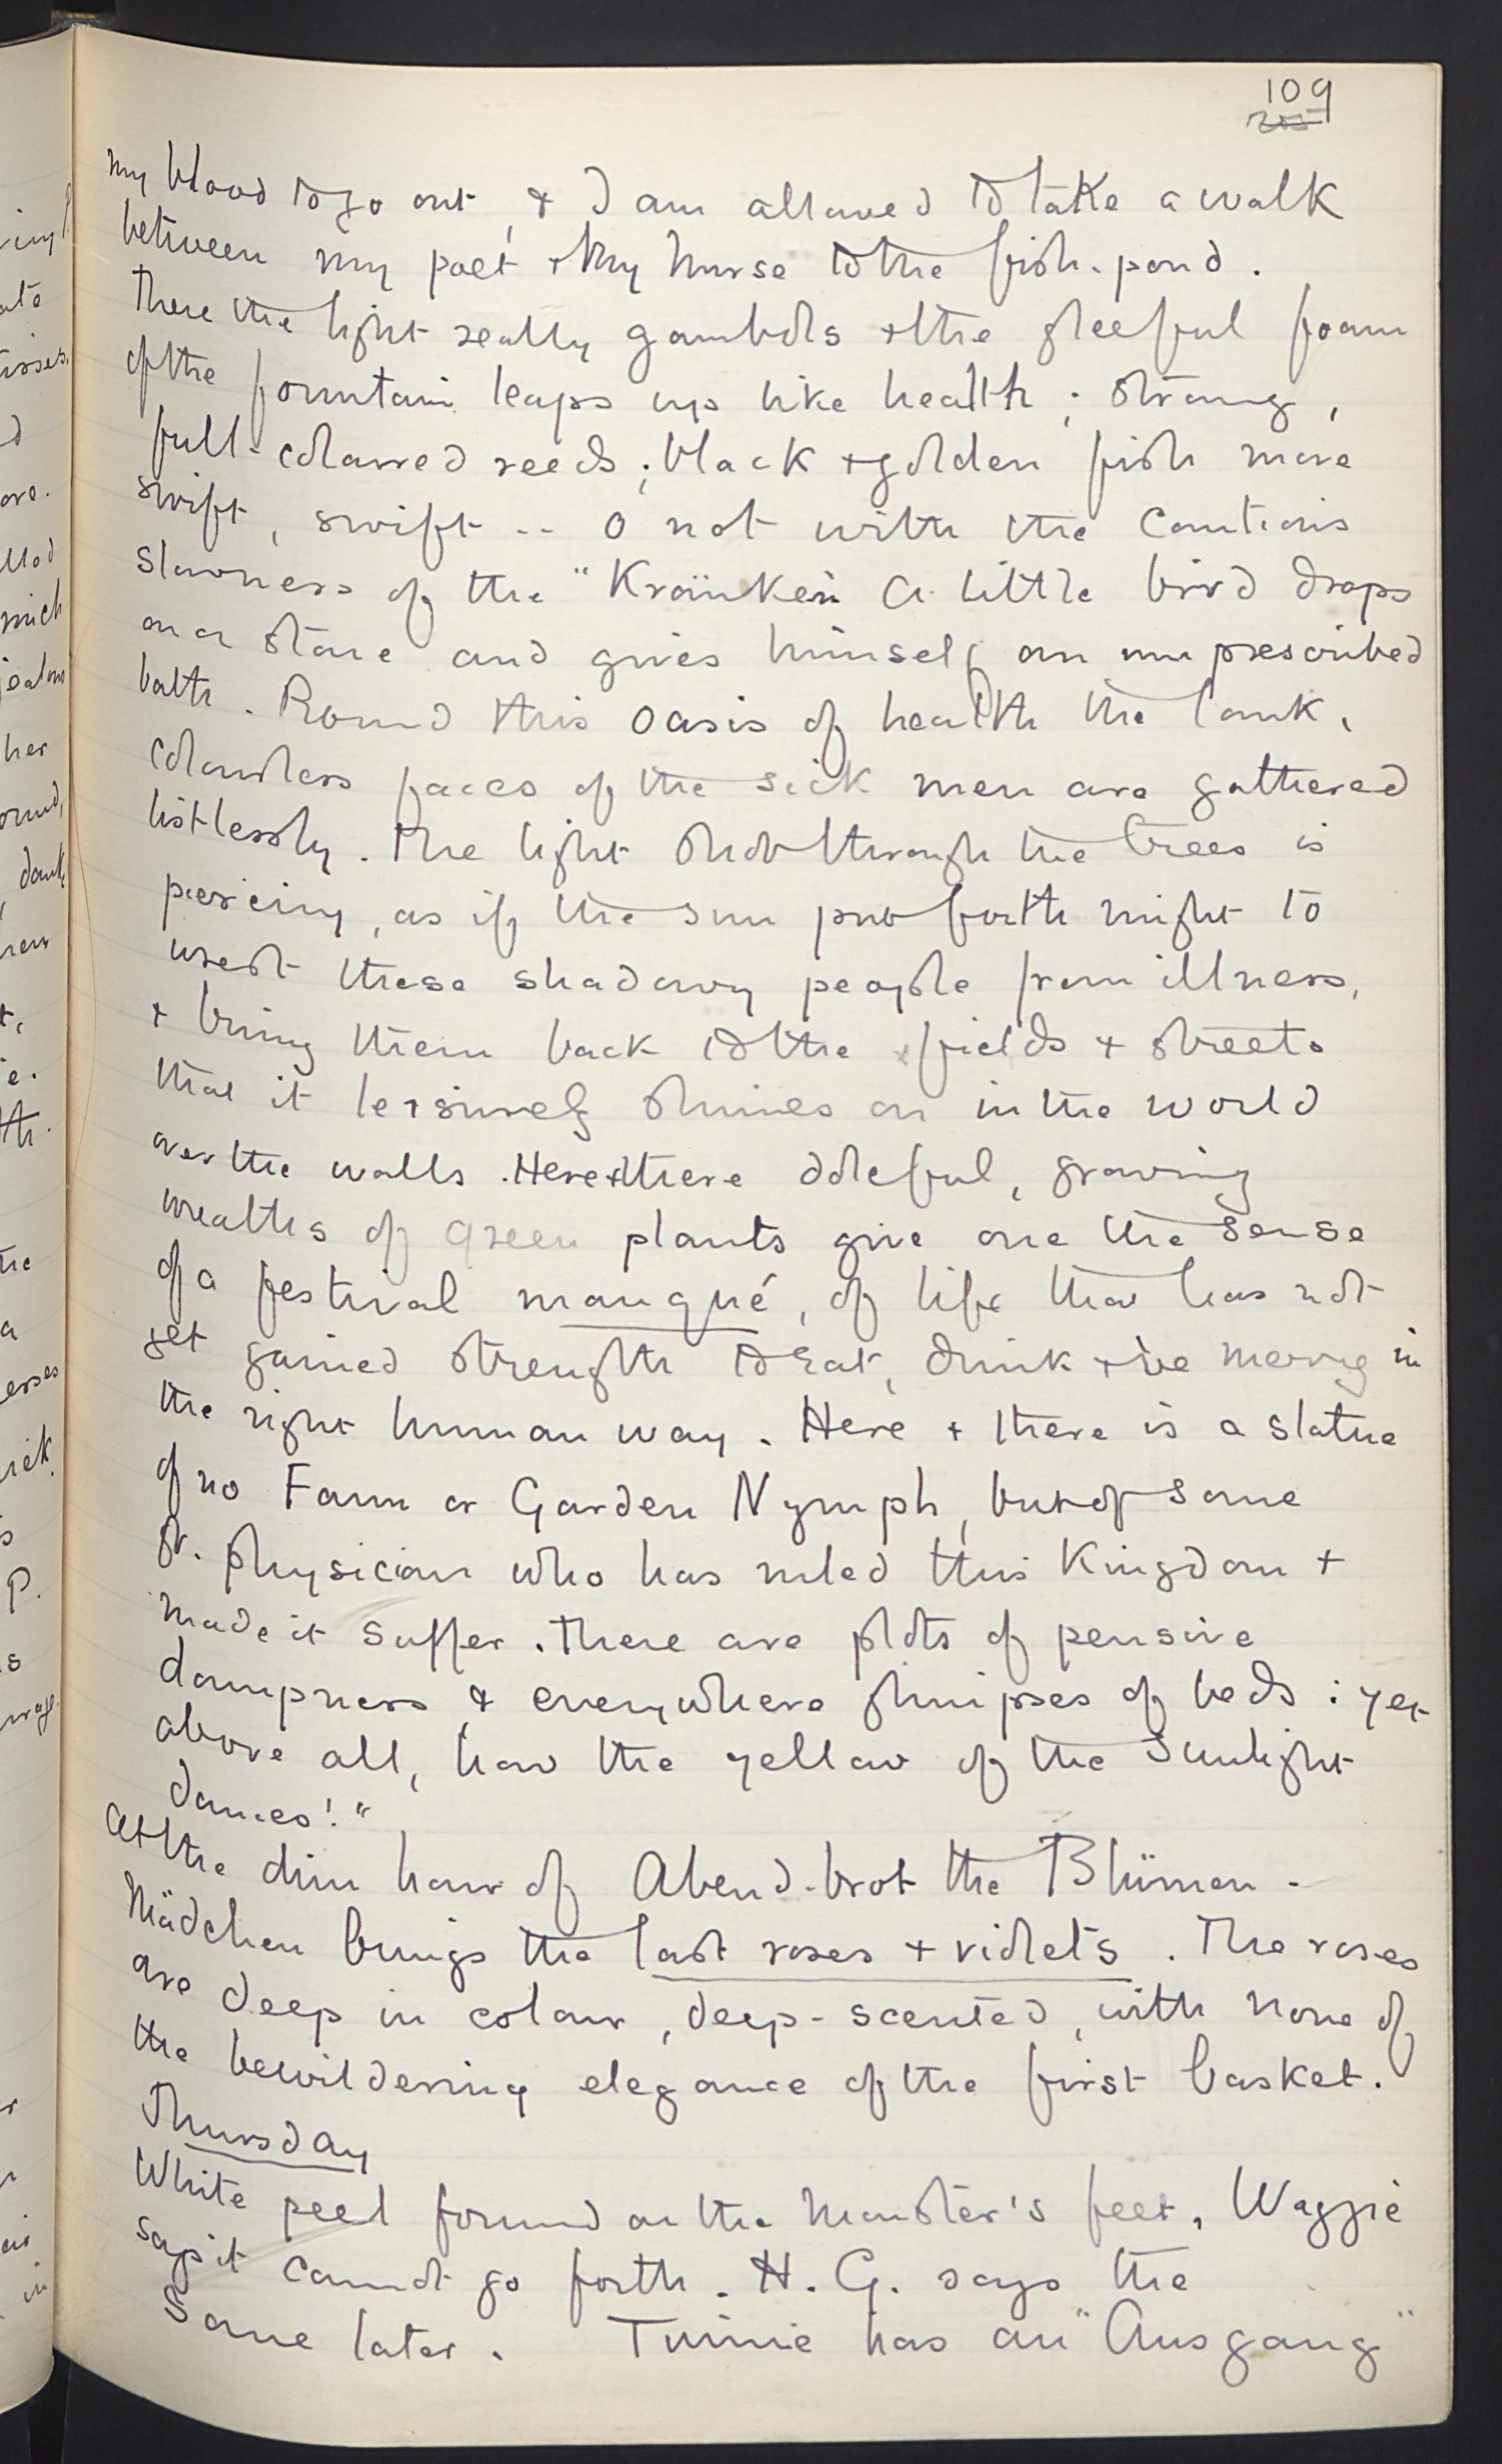 109
my blood to go out, & I am allowed to take a walk
between my poet & my nurse to the fish-pond.
There the light really gambols & the gleeful foam
of the fountain leaps up like health; strong,
full-coloured reeds; black & golden fish move
swift, swift -- O not with the cautious
slowness of the "Kränken A little bird drops
on a stone and gives himself an unprescribed
bath. Round this oasis of health the lank,
colourless faces of the sick men are gathered
listlessly. The light shot through the trees is
piercing, as if the sun put forth might to
wrest these shadowy people from illness,
& bring them back to the fields & streets
that it leisurely shines on in the world
over the walls. Here & there doleful, growing
wreaths of green plants give one the sense
of a festival manqué, of life that has not
yet gained strength to eat, drink & be merry in
the right human way. Here & there is a statue
of no Faun or Garden Nymph, but of some
gt. physician who has ruled this Kingdom &
made it suffer. There are plots of pensive
dampness & everywhere glimpses of beds: yet
above all, how the yellow of the sunlight
dances!"
At the dim hour of Abend-brot the Blümen-
Mädchen brings the last roses & violets. The roses
are deep in colour, deep-scented, with none of
the bewildering elegance of the first basket.
Thursday
White peel found on the monster's feet, Waggie
says it cannot go forth. H. G. says the
same later. Tinnie has an "Ausgang"